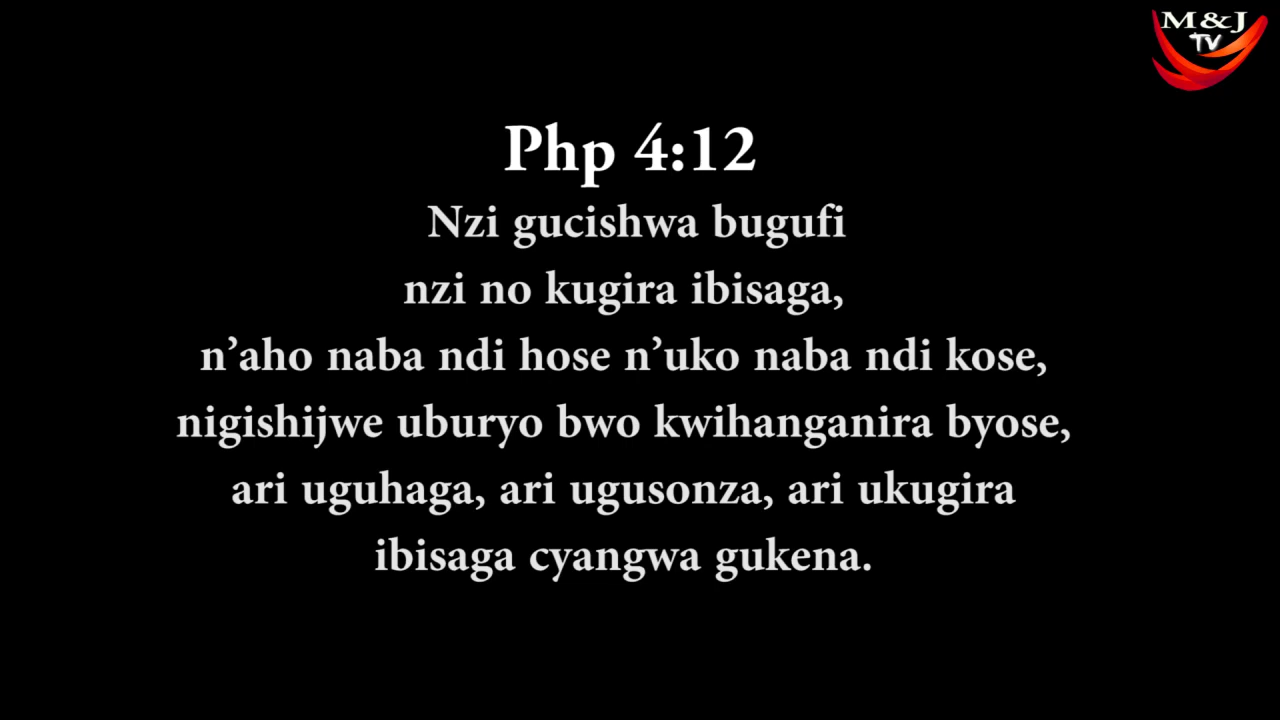 M&J
TV
Php 4:12
Nzi gucishwa bugufi
nzi no kugira ibisaga,
n’aho naba ndi hose n’uko naba ndi kose,
nigishijwe uburyo bwo kwihanganira byose,
ari uguhaga, ari ugusonza, ari ukugira
ibisaga cyangwa gukena.